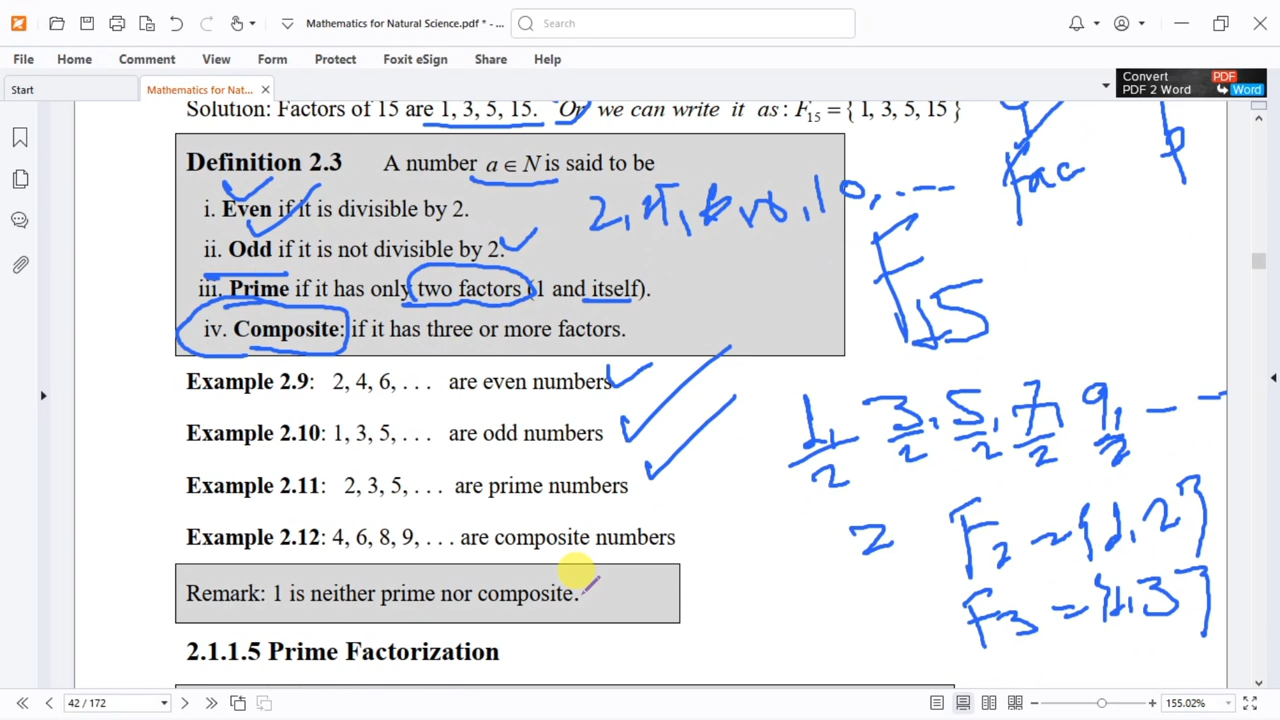 Mathematics for Natural Science.pdf * - ...
Search
File Home Comment View Form Protect Foxit eSign Share Help
Start
Mathematics for Nat...
Convert PDF
PDF 2 Word Word
Solution: Factors of 15 are 1, 3, 5, 15. Or we can write it as : F15 = { 1, 3, 5, 15 }
fac
Definition 2.3 A number a ∈ N is said to be
i. Even if it is divisible by 2.
ii. Odd if it is not divisible by 2.
F15
iii. Prime if it has only two factors (1 and itself).
iv. Composite: if it has three or more factors.
Example 2.9: 2, 4, 6, . . . are even numbers
Example 2.10: 1, 3, 5, . . . are odd numbers
1/2, 3/2, 5/2, 7/2, 9/2, - -
Example 2.11: 2, 3, 5, . . . are prime numbers
Example 2.12: 4, 6, 8, 9, . . . are composite numbers
2 F2 = {1, 2}
Remark: 1 is neither prime nor composite.
F3 = {1, 3}
2.1.1.5 Prime Factorization
42 / 172
155.02%